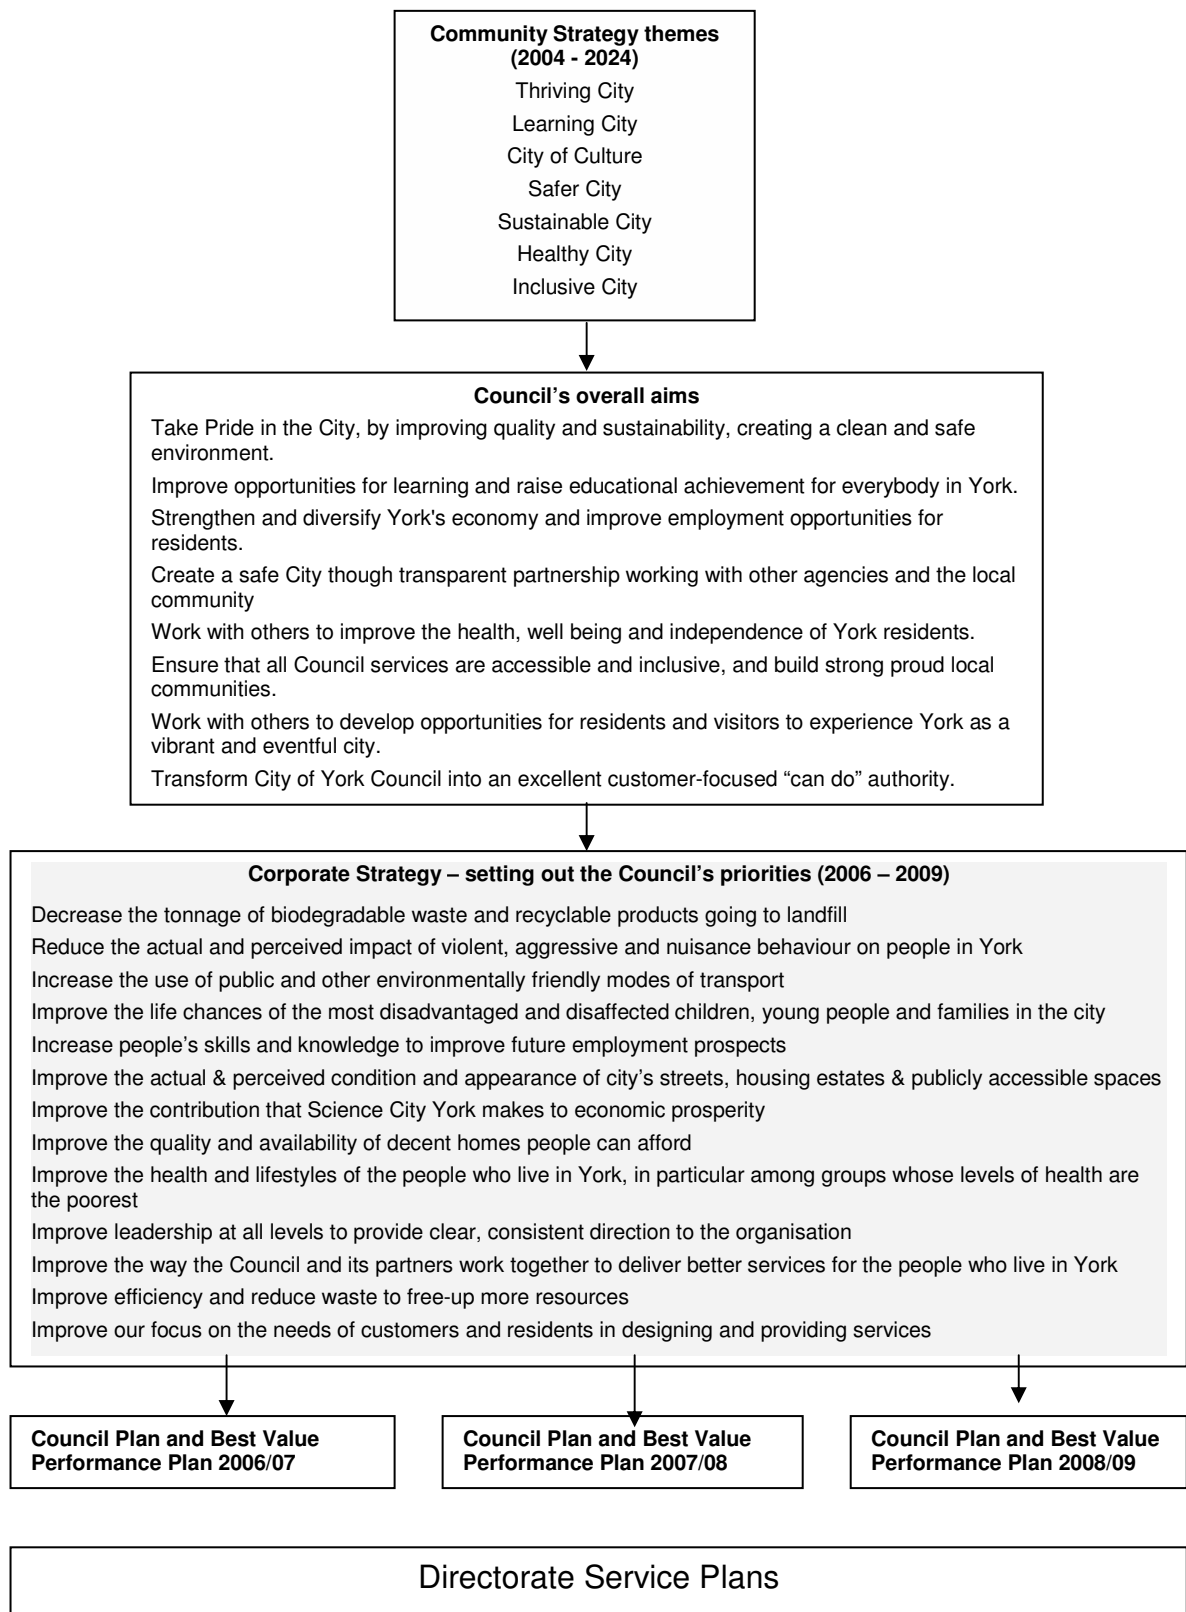 Community Strategy themes
(2004 - 2024)
Thriving City
Learning City
City of Culture
Safer City
Sustainable City
Healthy City
Inclusive City
Council’s overall aims
Take Pride in the City, by improving quality and sustainability, creating a clean and safe
environment.
Improve opportunities for learning and raise educational achievement for everybody in York.
Strengthen and diversify York's economy and improve employment opportunities for
residents.
Create a safe City though transparent partnership working with other agencies and the local
community
Work with others to improve the health, well being and independence of York residents.
Ensure that all Council services are accessible and inclusive, and build strong proud local
communities.
Work with others to develop opportunities for residents and visitors to experience York as a
vibrant and eventful city.
Transform City of York Council into an excellent customer-focused “can do” authority.
Corporate Strategy – setting out the Council’s priorities (2006 – 2009)
Decrease the tonnage of biodegradable waste and recyclable products going to landfill
Reduce the actual and perceived impact of violent, aggressive and nuisance behaviour on people in York
Increase the use of public and other environmentally friendly modes of transport
Improve the life chances of the most disadvantaged and disaffected children, young people and families in the city
Increase people’s skills and knowledge to improve future employment prospects
Improve the actual & perceived condition and appearance of city’s streets, housing estates & publicly accessible spaces
Improve the contribution that Science City York makes to economic prosperity
Improve the quality and availability of decent homes people can afford
Improve the health and lifestyles of the people who live in York, in particular among groups whose levels of health are
the poorest
Improve leadership at all levels to provide clear, consistent direction to the organisation
Improve the way the Council and its partners work together to deliver better services for the people who live in York
Improve efficiency and reduce waste to free-up more resources
Improve our focus on the needs of customers and residents in designing and providing services
Council Plan and Best Value
Performance Plan 2006/07
Council Plan and Best Value
Performance Plan 2007/08
Council Plan and Best Value
Performance Plan 2008/09
Directorate Service Plans